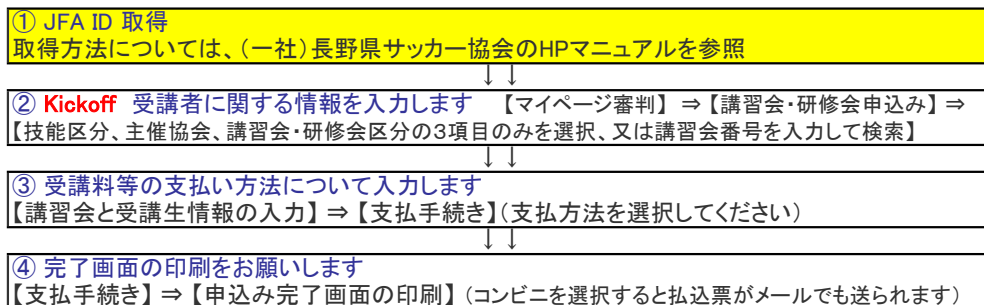 ① JFA ID 取得
取得方法については、(一社)長野県サッカー協会のHPマニュアルを参照
↓ ↓
② Kickoff 受講者に関する情報を入力します 【マイページ審判】 ⇒【講習会・研修会申込み】⇒
【技能区分、主催協会、講習会・研修会区分の3項目のみを選択、又は講習会番号を入力して検索】
↓ ↓
③ 受講料等の支払い方法について入力します
【講習会と受講生情報の入力】 ⇒ 【支払手続き】(支払方法を選択してください)
↓ ↓
④ 完了画面の印刷をお願いします
【支払手続き】 ⇒ 【申込み完了画面の印刷】 (コンビニを選択すると払込票がメールでも送られます)